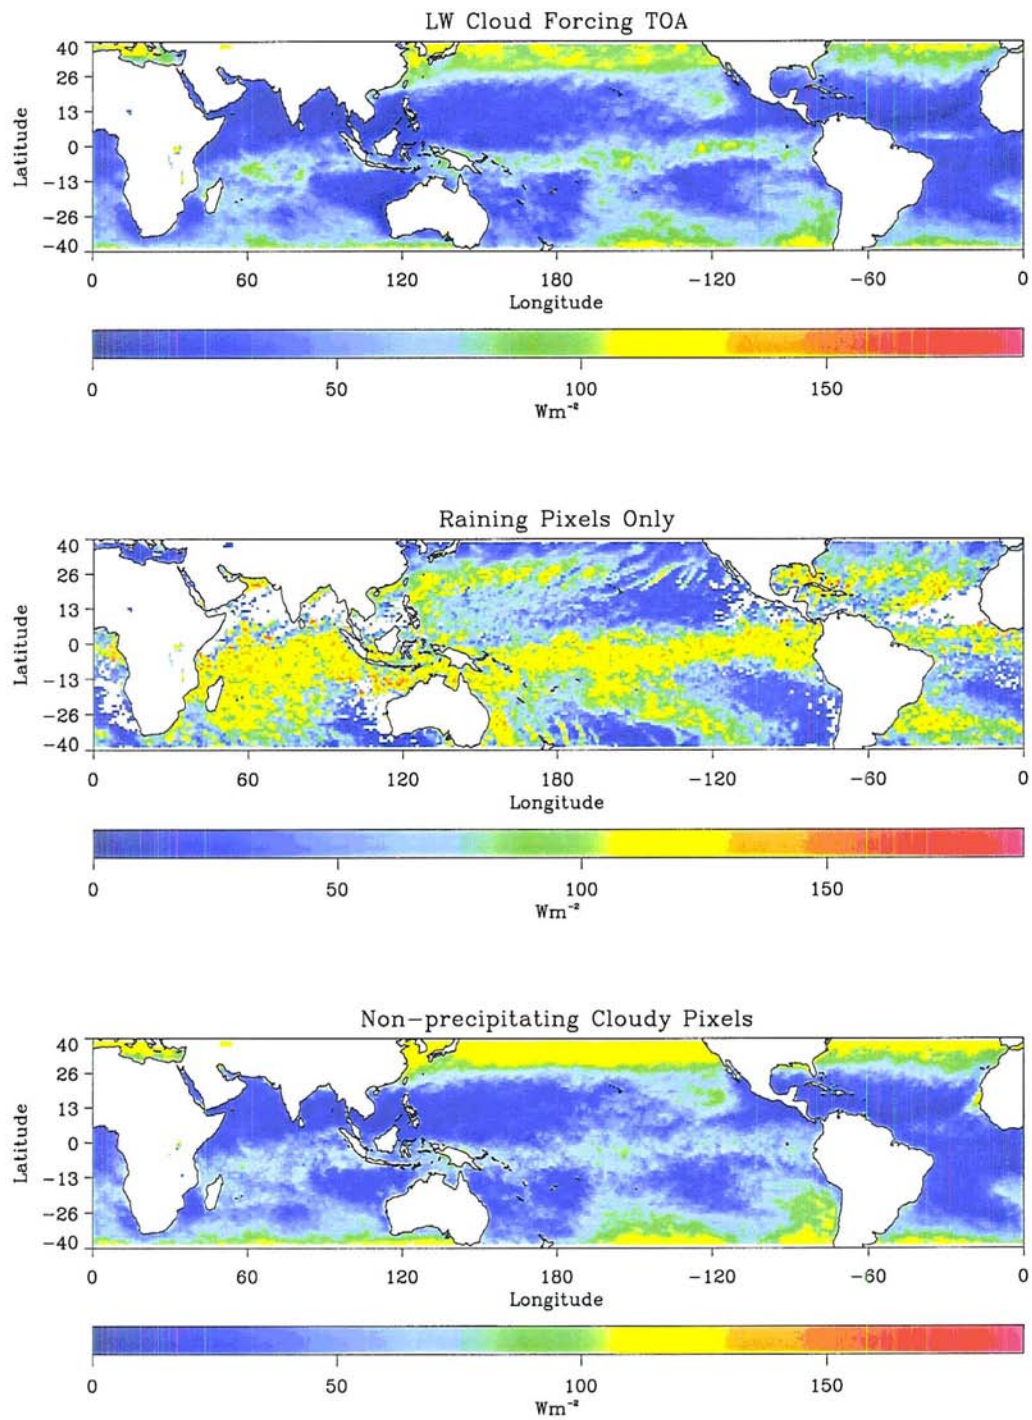 LW Cloud Forcing TOA
Latitude
40
26
13
0
−13
−26
−40
0 60 120 180 −120 −60 0
Longitude
0 50 100 150
Wm⁻²
Raining Pixels Only
Latitude
40
26
13
0
−13
−26
−40
0 60 120 180 −120 −60 0
Longitude
0 50 100 150
Wm⁻²
Non−precipitating Cloudy Pixels
Latitude
40
26
13
0
−13
−26
−40
0 60 120 180 −120 −60 0
Longitude
0 50 100 150
Wm⁻²